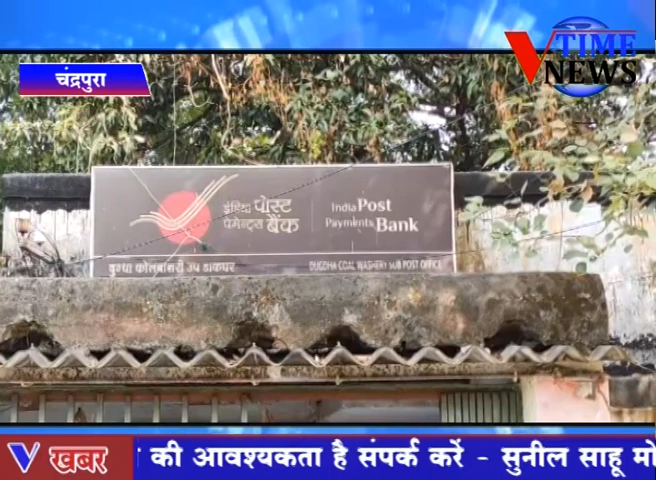 V TIME NEWS
चंद्रपुरा
इंडिया पोस्ट
पेमेन्ट्स बैंक
India Post
Payments Bank
दुग्धा कोलवाशरी उप डाकघर
DUGDHA COAL WASHERY SUB POST OFFICE
V खबर
की आवश्यकता है संपर्क करें - सुनील साहू मो